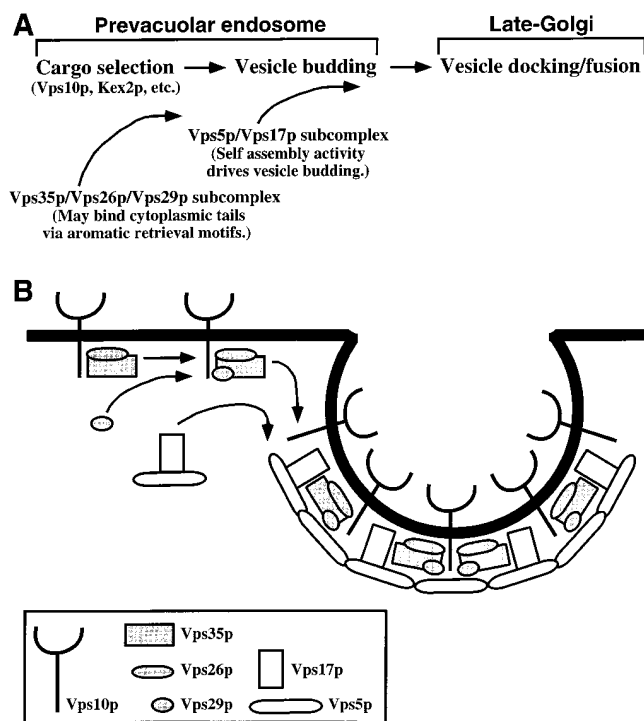 A
Prevacuolar endosome
Late-Golgi
Cargo selection
Vesicle budding
Vesicle docking/fusion
(Vps10p, Kex2p, etc.)
Vps5p/Vps17p subcomplex
(Self assembly activity
drives vesicle budding.)
Vps35p/Vps26p/Vps29p subcomplex
(May bind cytoplasmic tails
via aromatic retrieval motifs.)
B
Vps35p
Vps26p
Vps17p
Vps10p
Vps29p
Vps5p